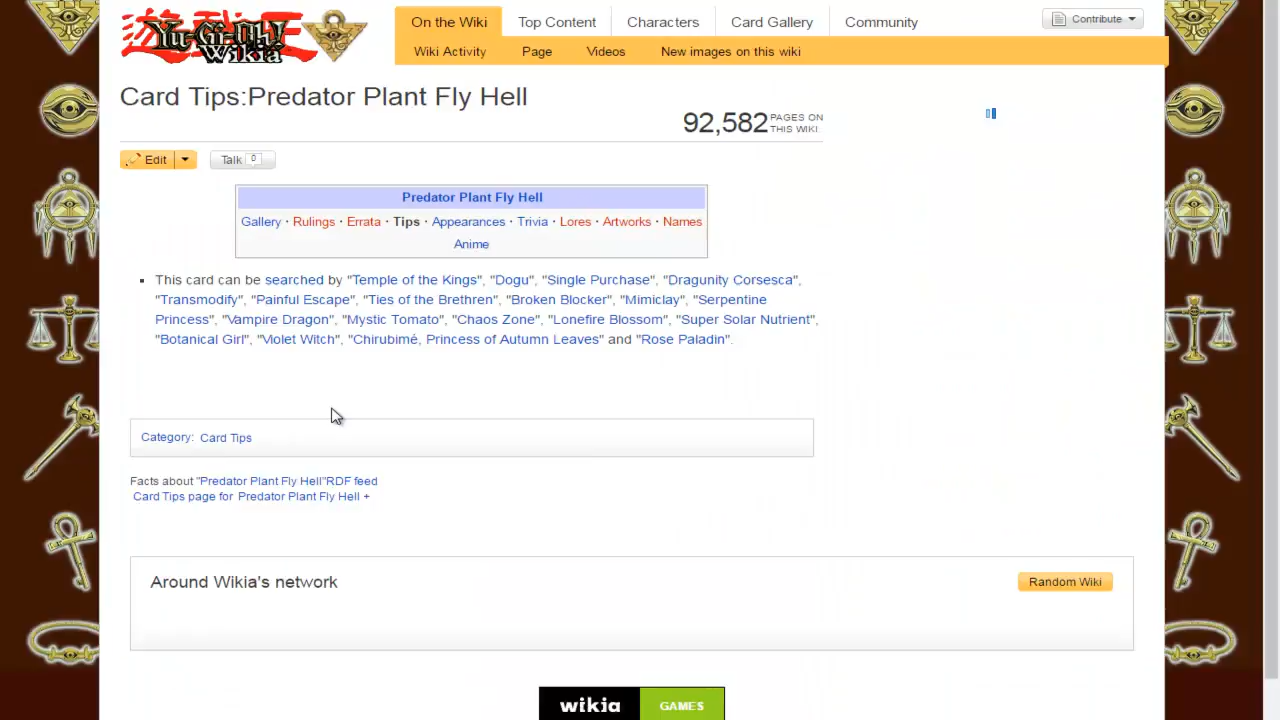 遊戯王
Yu-Gi-Oh!
Wikia
On the Wiki
Top Content
Characters
Card Gallery
Community
Contribute
Wiki Activity
Page
Videos
New images on this wiki
Card Tips:Predator Plant Fly Hell
92,582 PAGES ON
THIS WIKI
Edit
Talk 0
Predator Plant Fly Hell
Gallery · Rulings · Errata · Tips · Appearances · Trivia · Lores · Artworks · Names
Anime
This card can be searched by "Temple of the Kings", "Dogu", "Single Purchase", "Dragunity Corsesca",
"Transmodify", "Painful Escape", "Ties of the Brethren", "Broken Blocker", "Mimiclay", "Serpentine
Princess", "Vampire Dragon", "Mystic Tomato", "Chaos Zone", "Lonefire Blossom", "Super Solar Nutrient",
"Botanical Girl", "Violet Witch", "Chirubimé, Princess of Autumn Leaves" and "Rose Paladin".
Category: Card Tips
Facts about "Predator Plant Fly Hell"RDF feed
Card Tips page for Predator Plant Fly Hell +
Around Wikia's network
Random Wiki
wikia GAMES